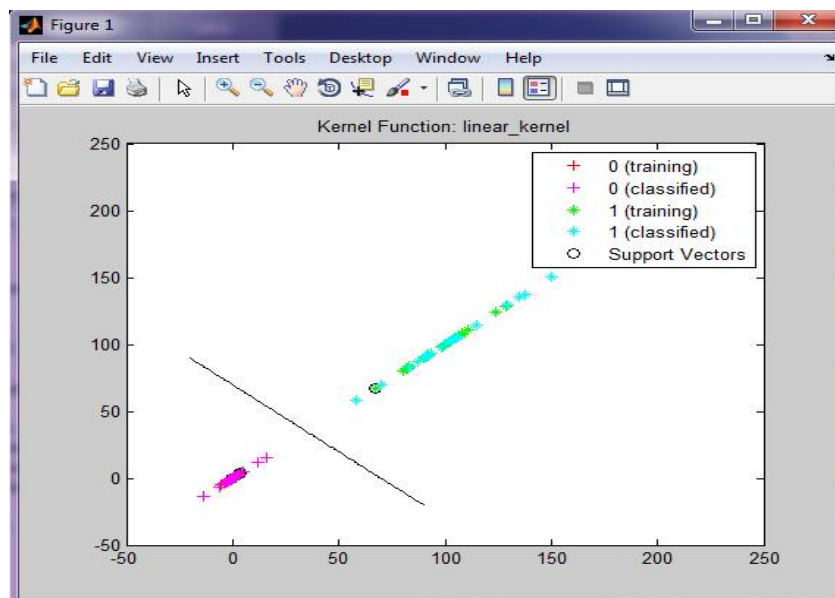 Figure 1
File Edit View Insert Tools Desktop Window Help
Kernel Function: linear_kernel
250
200
150
100
50
0
-50
0 (training)
0 (classified)
1 (training)
1 (classified)
Support Vectors
-50 0 50 100 150 200 250